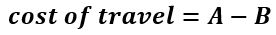 cost of travel = A − B